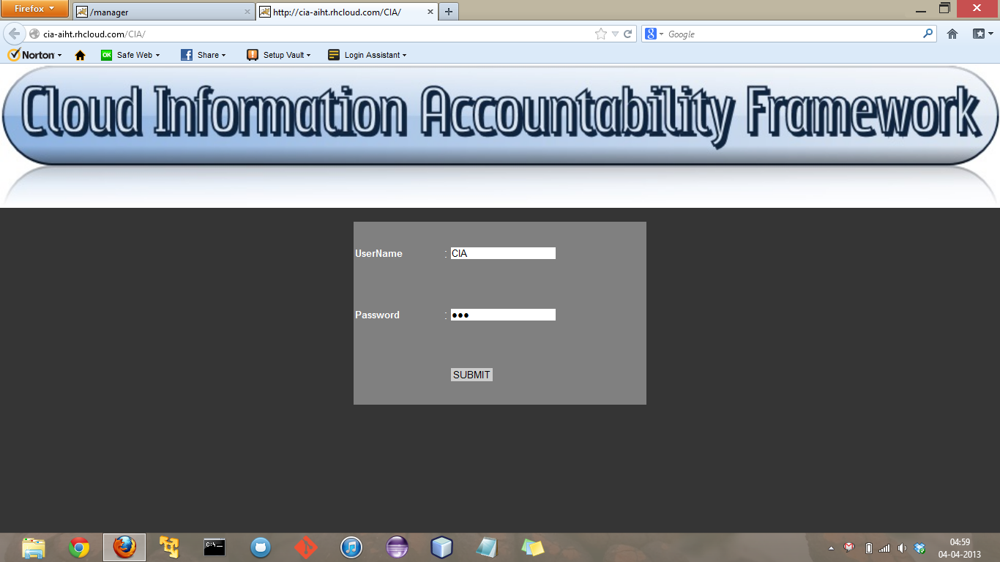 Firefox
/manager
http://cia-aiht.rhcloud.com/CIA/
cia-aiht.rhcloud.com/CIA/
Google
Norton
OK Safe Web
Share
Setup Vault
Login Assistant
Cloud Information Accountability Framework
UserName : CIA
Password : ●●●
SUBMIT
04:59
04-04-2013